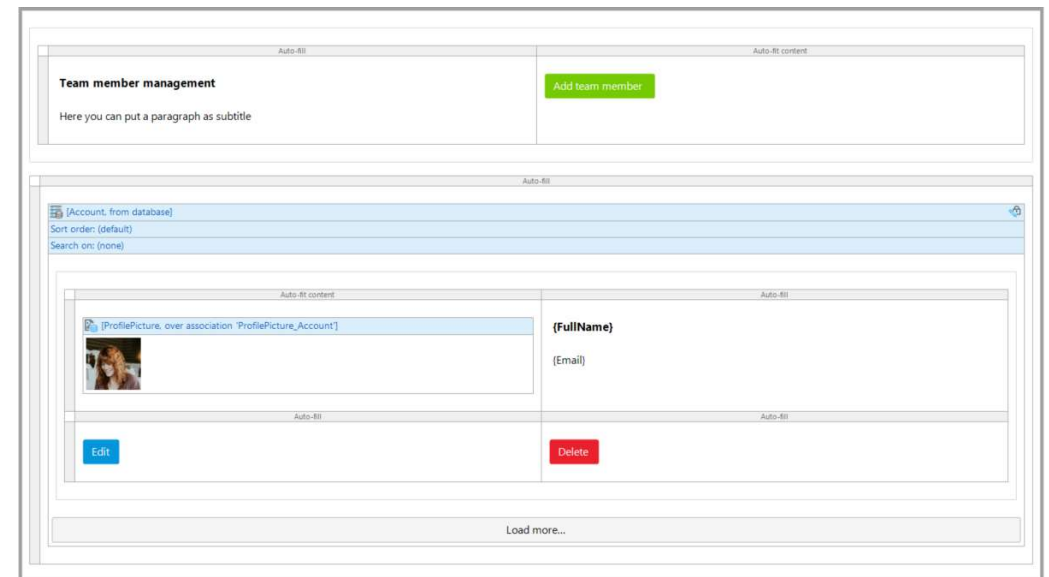 Auto-fill Auto-fit content
Team member management
Add team member
Here you can put a paragraph as subtitle
Auto-fill
[Account, from database]
Sort order: (default)
Search on: (none)
Auto-fit content Auto-fill
[ProfilePicture, over association 'ProfilePicture_Account']
{FullName}
{Email}
Auto-fill Auto-fill
Edit Delete
Load more...